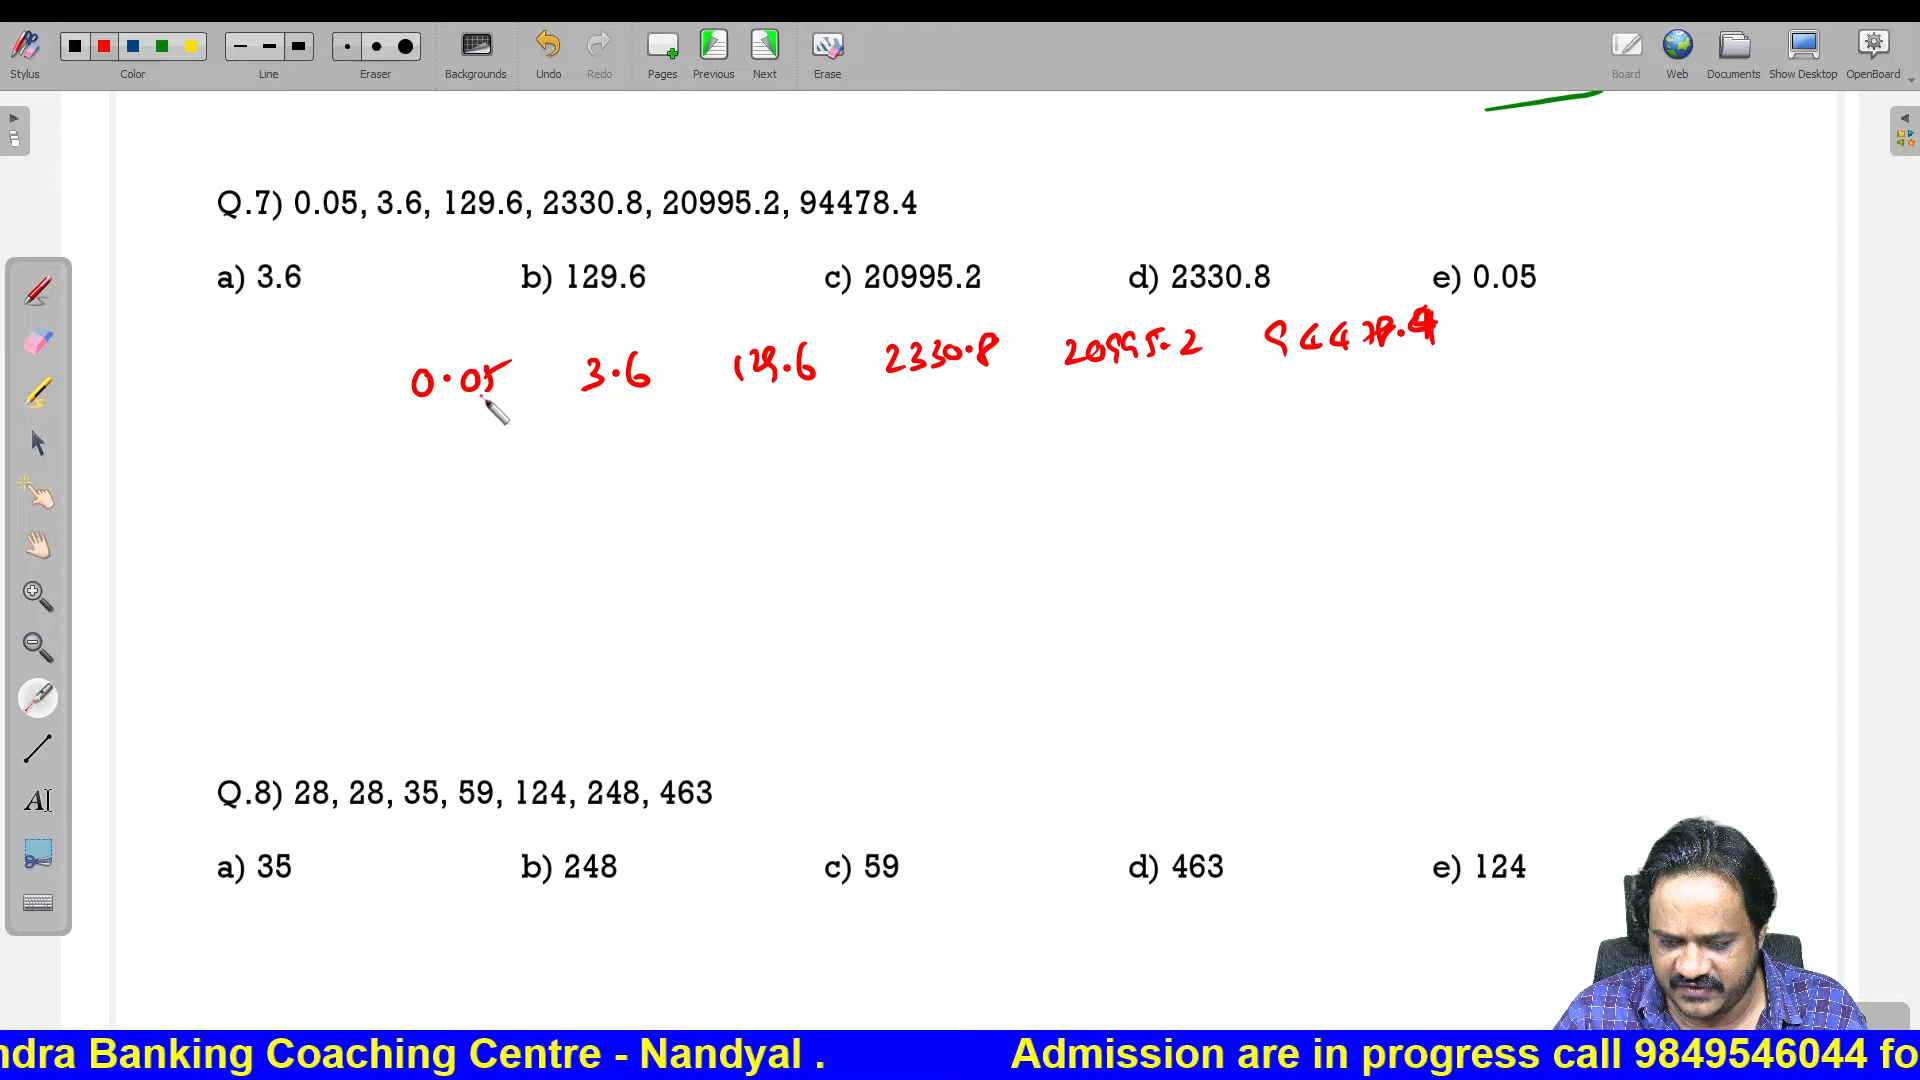 Stylus Color Line Eraser Backgrounds Undo Redo Pages Previous Next Erase Board Web Documents Show Desktop OpenBoard
Q.7) 0.05, 3.6, 129.6, 2330.8, 20995.2, 94478.4
a) 3.6 b) 129.6 c) 20995.2 d) 2330.8 e) 0.05
0.05 3.6 129.6 2330.8 20995.2 94478.4
Q.8) 28, 28, 35, 59, 124, 248, 463
a) 35 b) 248 c) 59 d) 463 e) 124
ndra Banking Coaching Centre - Nandyal . Admission are in progress call 9849546044 fo